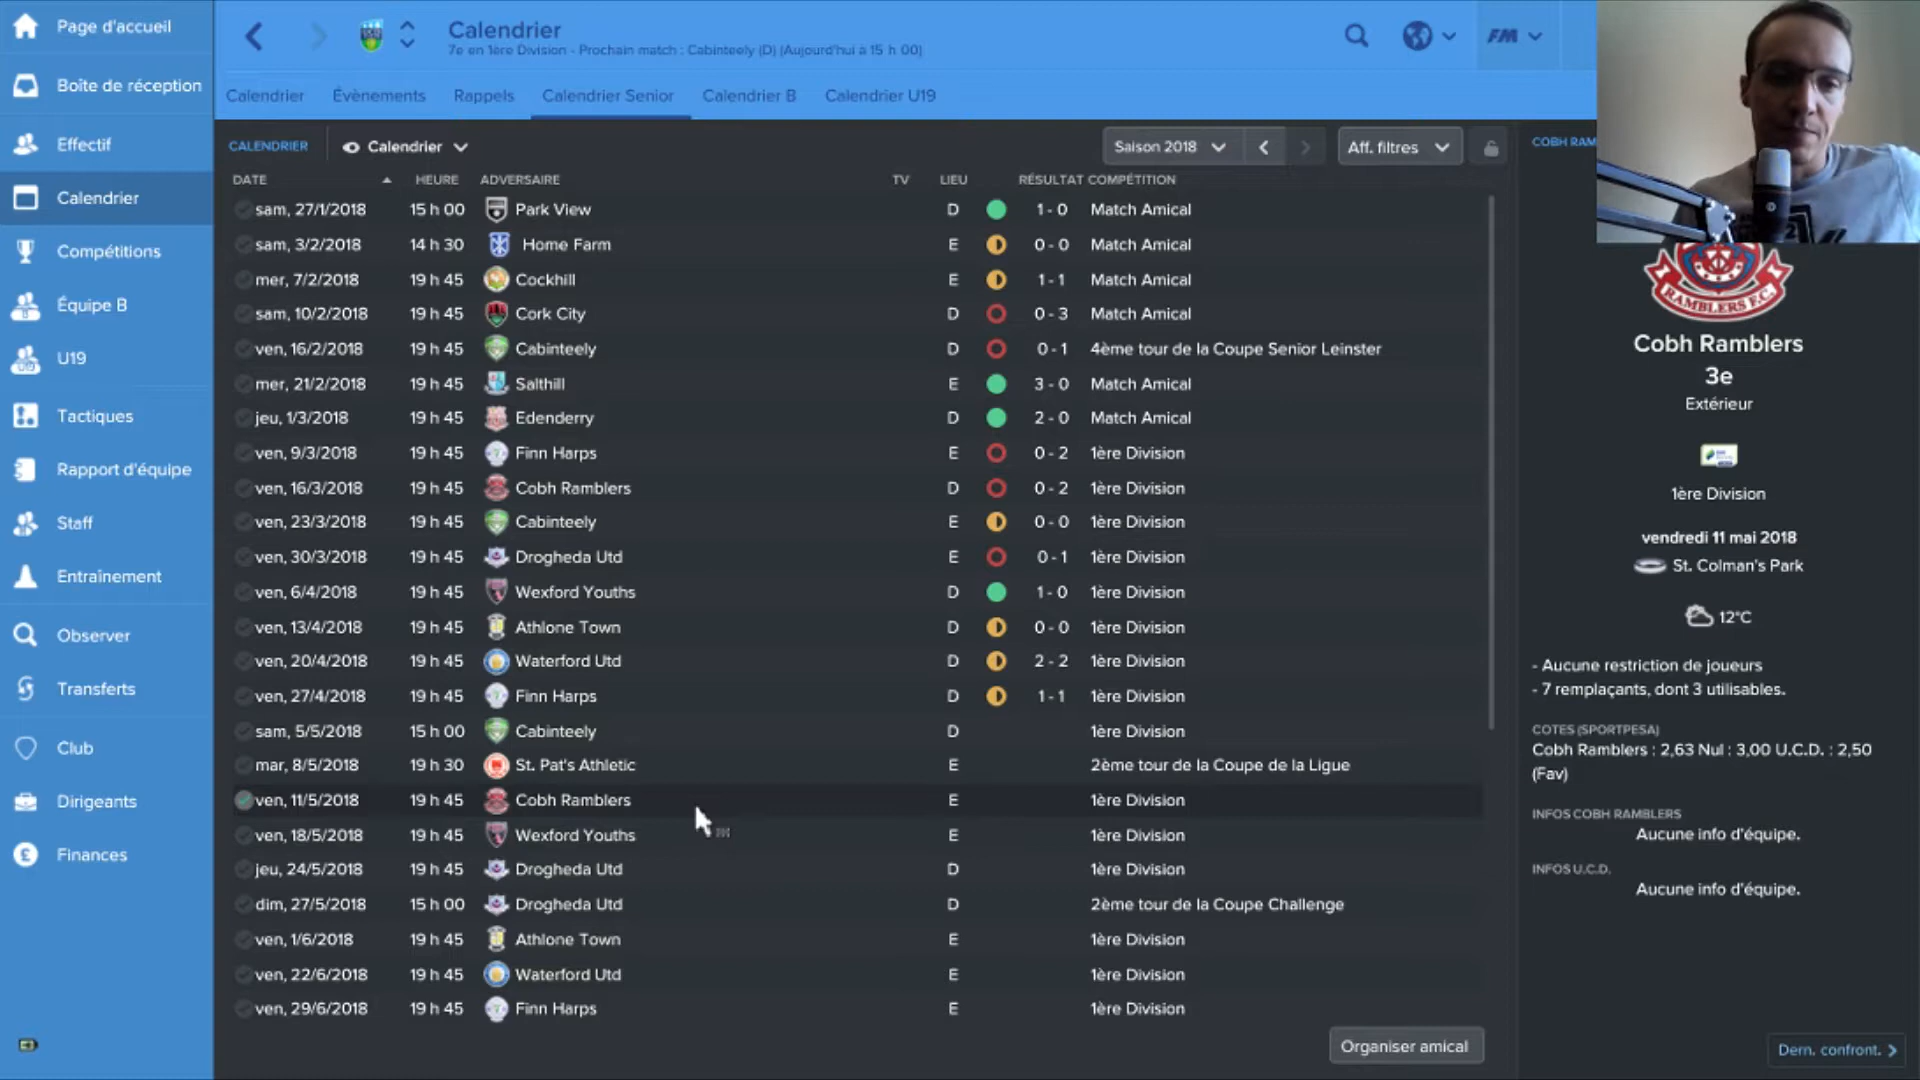 Page d'accueil
Boîte de réception
Effectif
Calendrier
Compétitions
Équipe B
U19
Tactiques
Rapport d'équipe
Staff
Entraînement
Observer
Transferts
Club
Dirigeants
Finances
Calendrier
7e en 1ère Division - Prochain match : Cabinteely (D) (Aujourd'hui à 15 h 00)
FM
Calendrier Évènements Rappels Calendrier Senior Calendrier B Calendrier U19
CALENDRIER Calendrier Saison 2018 Aff. filtres
DATE HEURE ADVERSAIRE TV LIEU RÉSULTAT COMPÉTITION
sam, 27/1/2018 15 h 00 Park View D 1 - 0 Match Amical
sam, 3/2/2018 14 h 30 Home Farm E 0 - 0 Match Amical
mer, 7/2/2018 19 h 45 Cockhill E 1 - 1 Match Amical
sam, 10/2/2018 19 h 45 Cork City D 0 - 3 Match Amical
ven, 16/2/2018 19 h 45 Cabinteely D 0 - 1 4ème tour de la Coupe Senior Leinster
mer, 21/2/2018 19 h 45 Salthill E 3 - 0 Match Amical
jeu, 1/3/2018 19 h 45 Edenderry D 2 - 0 Match Amical
ven, 9/3/2018 19 h 45 Finn Harps E 0 - 2 1ère Division
ven, 16/3/2018 19 h 45 Cobh Ramblers D 0 - 2 1ère Division
ven, 23/3/2018 19 h 45 Cabinteely E 0 - 0 1ère Division
ven, 30/3/2018 19 h 45 Drogheda Utd E 0 - 1 1ère Division
ven, 6/4/2018 19 h 45 Wexford Youths D 1 - 0 1ère Division
ven, 13/4/2018 19 h 45 Athlone Town D 0 - 0 1ère Division
ven, 20/4/2018 19 h 45 Waterford Utd D 2 - 2 1ère Division
ven, 27/4/2018 19 h 45 Finn Harps D 1 - 1 1ère Division
sam, 5/5/2018 15 h 00 Cabinteely D 1ère Division
mar, 8/5/2018 19 h 30 St. Pat's Athletic E 2ème tour de la Coupe de la Ligue
ven, 11/5/2018 19 h 45 Cobh Ramblers E 1ère Division
ven, 18/5/2018 19 h 45 Wexford Youths E 1ère Division
jeu, 24/5/2018 19 h 45 Drogheda Utd D 1ère Division
dim, 27/5/2018 15 h 00 Drogheda Utd D 2ème tour de la Coupe Challenge
ven, 1/6/2018 19 h 45 Athlone Town E 1ère Division
ven, 22/6/2018 19 h 45 Waterford Utd E 1ère Division
ven, 29/6/2018 19 h 45 Finn Harps E 1ère Division
Organiser amical
COBH RAM
RAMBLERS F.C.
Cobh Ramblers
3e
Extérieur
1ère Division
vendredi 11 mai 2018
St. Colman's Park
12°C
- Aucune restriction de joueurs
- 7 remplaçants, dont 3 utilisables.
COTES (SPORTPESA)
Cobh Ramblers : 2,63 Nul : 3,00 U.C.D. : 2,50
(Fav)
INFOS COBH RAMBLERS
Aucune info d'équipe.
INFOS U.C.D.
Aucune info d'équipe.
Dern. confront.